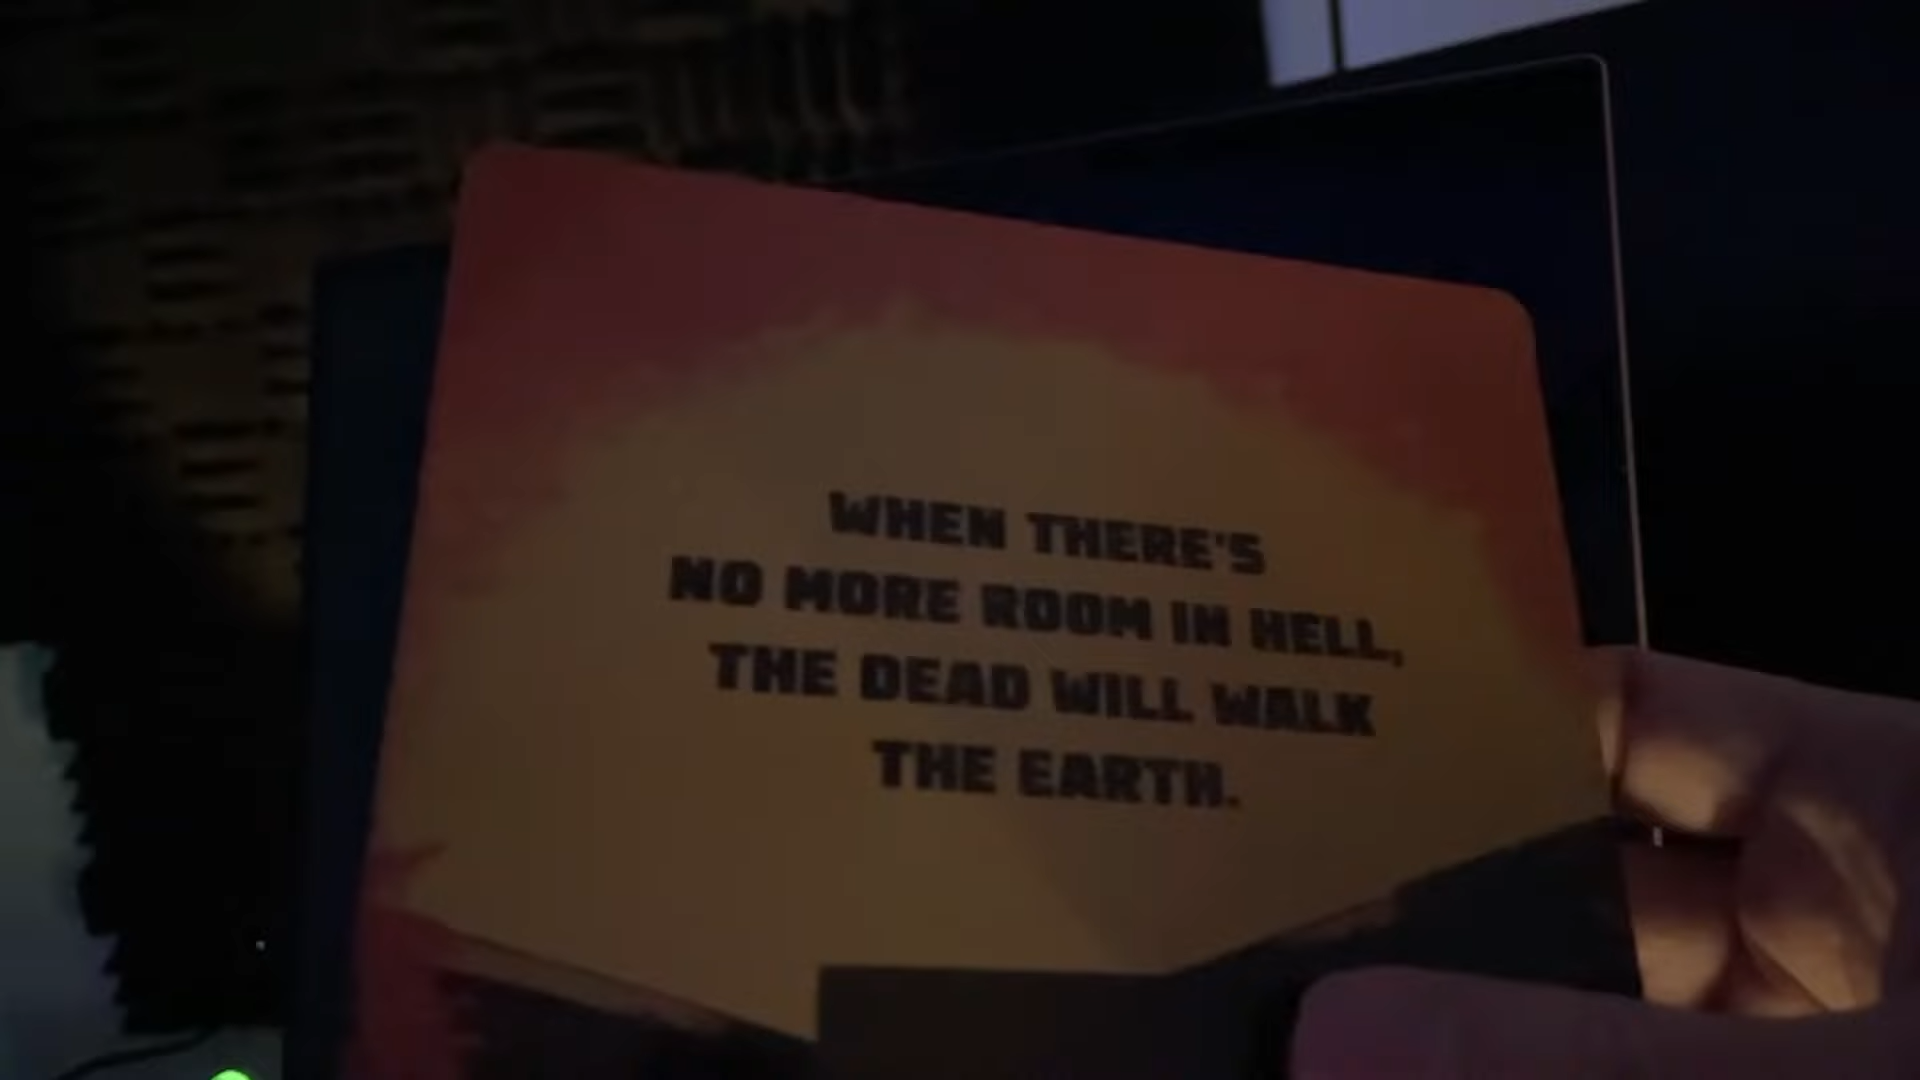 WHEN THERE'S
NO MORE ROOM IN HELL,
THE DEAD WILL WALK
THE EARTH.